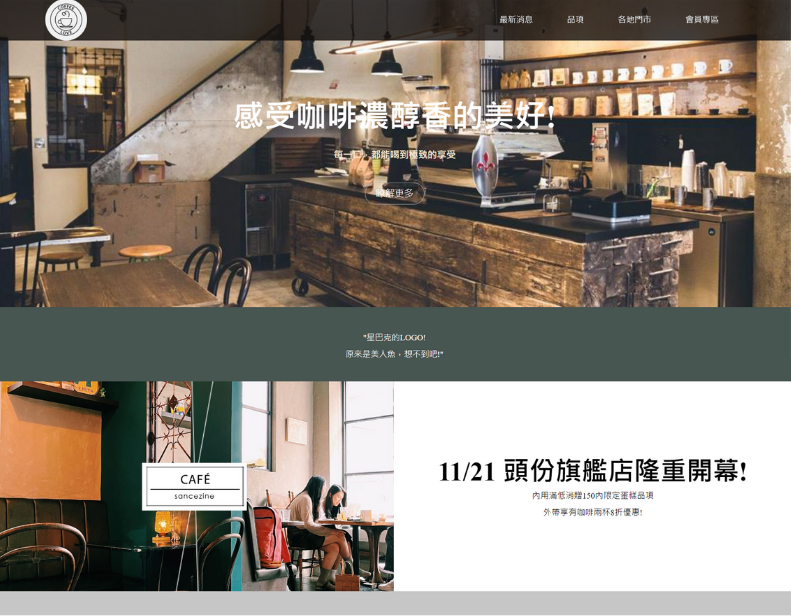 COFFEE
LOVE
最新消息 品項 各地門市 會員專區
感受咖啡濃醇香的美好!
每一口，都能喝到極致的享受
瞭解更多
"星巴克的LOGO!
原來是美人魚，想不到吧!"
CAFÉ
sancezine
11/21 頭份旗艦店隆重開幕!
內用滿低消贈150內限定蛋糕品項
外帶享有咖啡兩杯8折優惠!